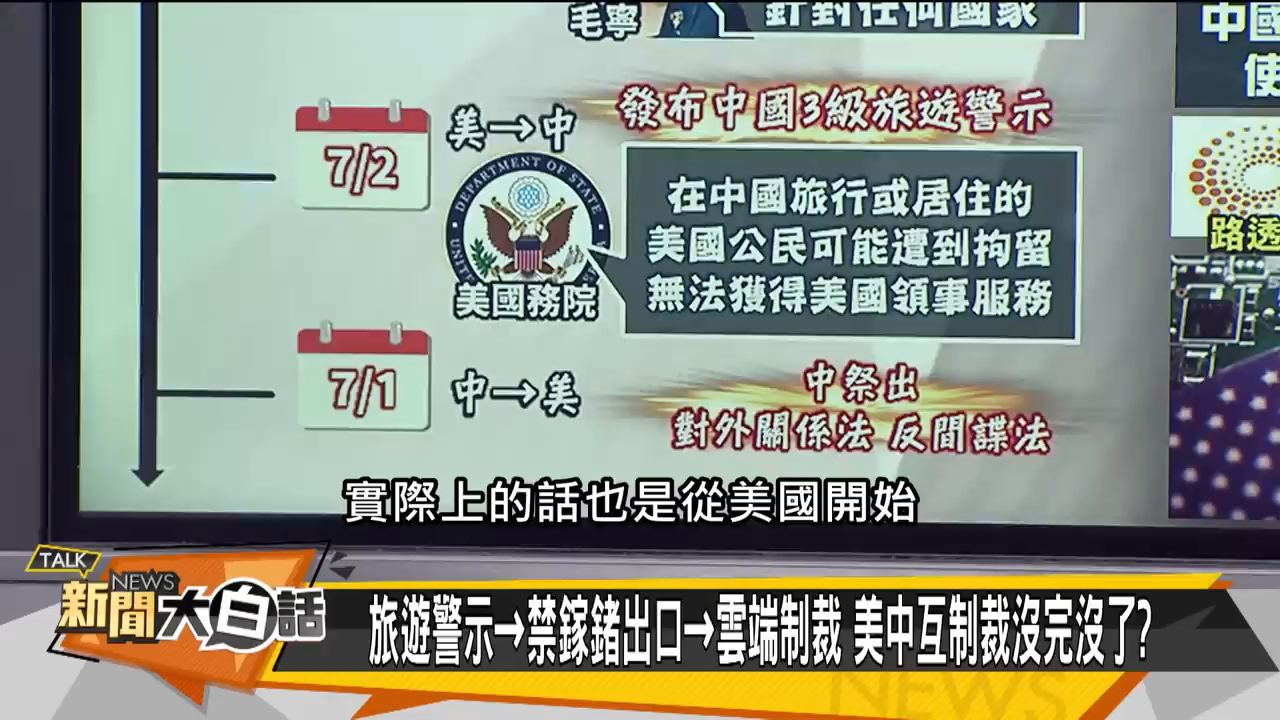 毛寧
針對任何國家
中國
使
7/2
美→中
發布中國3級旅遊警示
DEPARTMENT OF STATE
UNITE
美國務院
在中國旅行或居住的
美國公民可能遭到拘留
無法獲得美國領事服務
路透
7/1
中→美
中祭出
對外關係法 反間諜法
實際上的話也是從美國開始
TALK
NEWS
新聞大白話
旅遊警示→禁鎵鍺出口→雲端制裁 美中互制裁沒完沒了?
NEWS